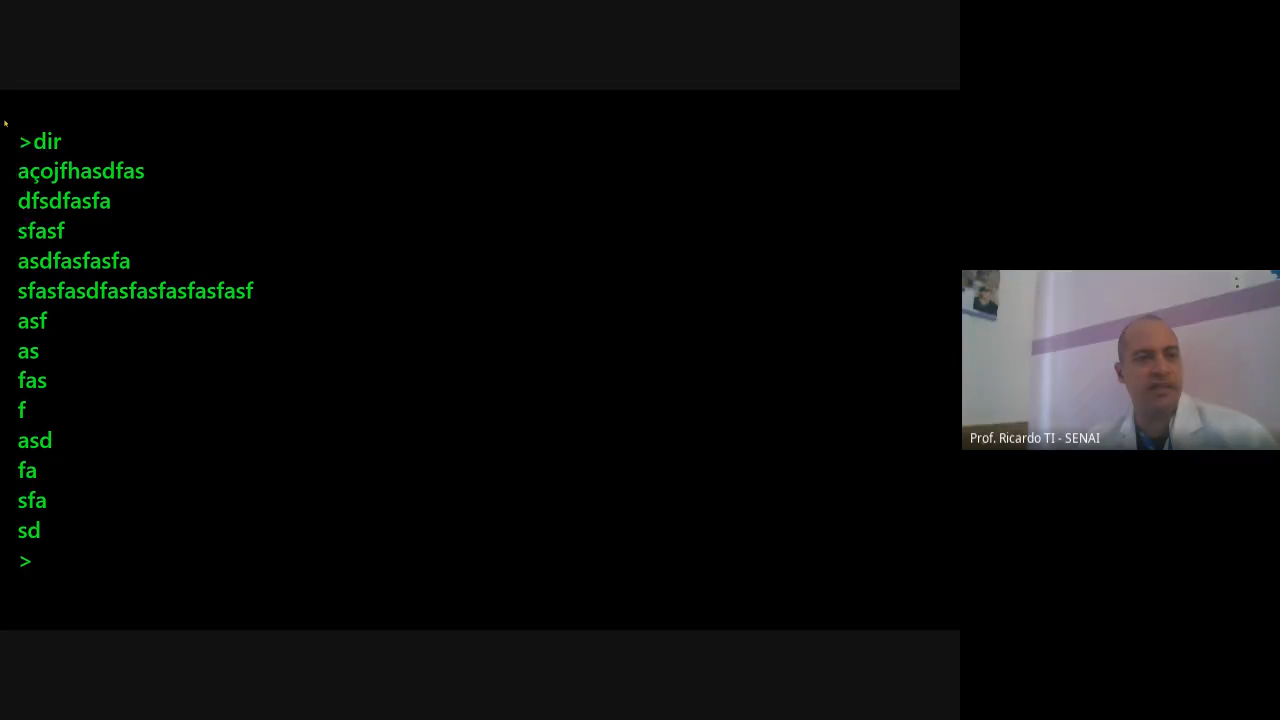 >dir
açojfhasdfas
dfsdfasfa
sfasf
asdfasfasfa
sfasfasdfasfasfasfasfasf
asf
as
fas
f
asd
fa
sfa
sd
>
Prof. Ricardo TI - SENAI